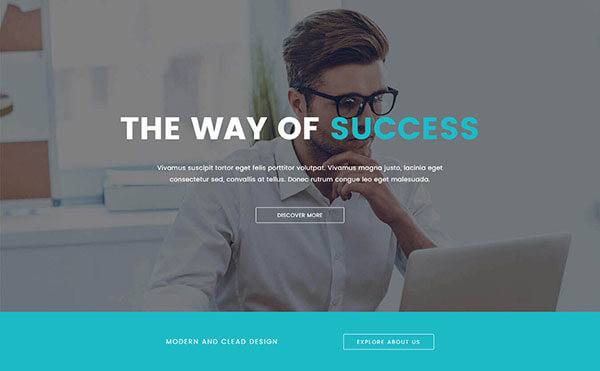 THE WAY OF SUCCESS
Vivamus suscipit tortor eget felis porttitor volutpat. Vivamus magna justo, lacinia eget
consectetur sed, convallis at tellus. Donec rutrum congue leo eget malesuada.
DISCOVER MORE
MODERN AND CLEAD DESIGN
EXPLORE ABOUT US